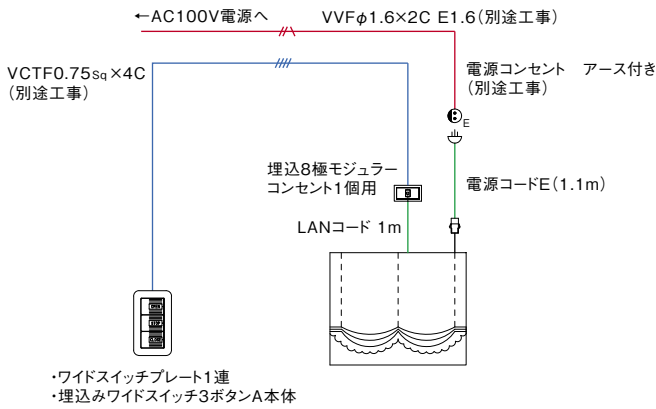 ←AC100V電源へ
VVFφ1.6×2C E1.6(別途工事)
VCTF0.75Sq×4C
(別途工事)
電源コンセント アース付き
(別途工事)
E
埋込8極モジュラー
コンセント1個用
電源コードE(1.1m)
LANコード 1m
・ワイドスイッチプレート1連
・埋込みワイドスイッチ3ボタンA本体